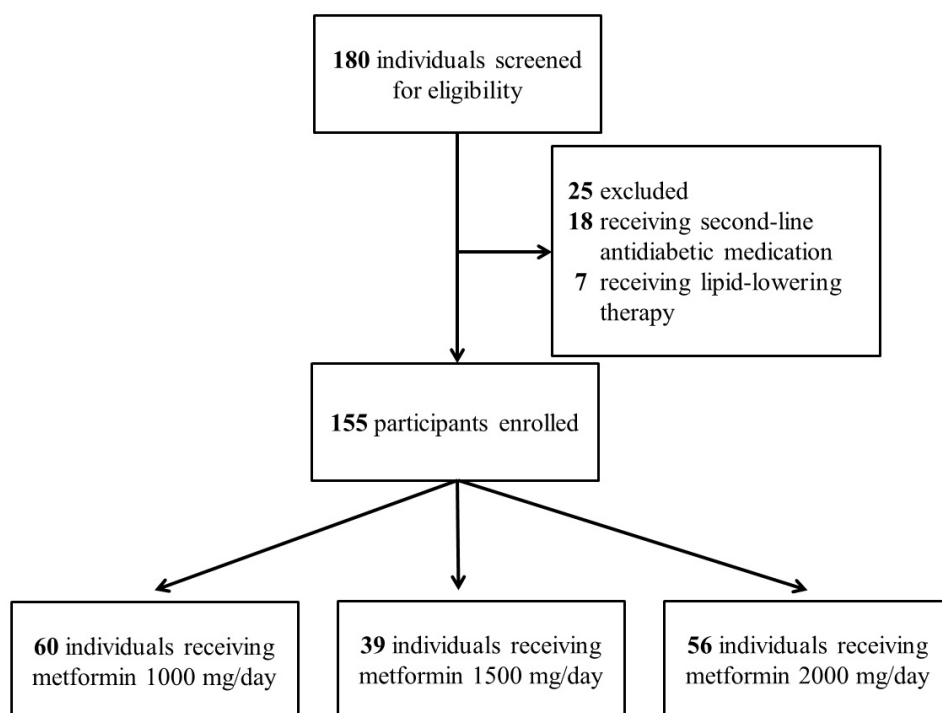 180 individuals screened
for eligibility
25 excluded
18 receiving second-line
antidiabetic medication
7 receiving lipid-lowering
therapy
155 participants enrolled
60 individuals receiving
metformin 1000 mg/day
39 individuals receiving
metformin 1500 mg/day
56 individuals receiving
metformin 2000 mg/day